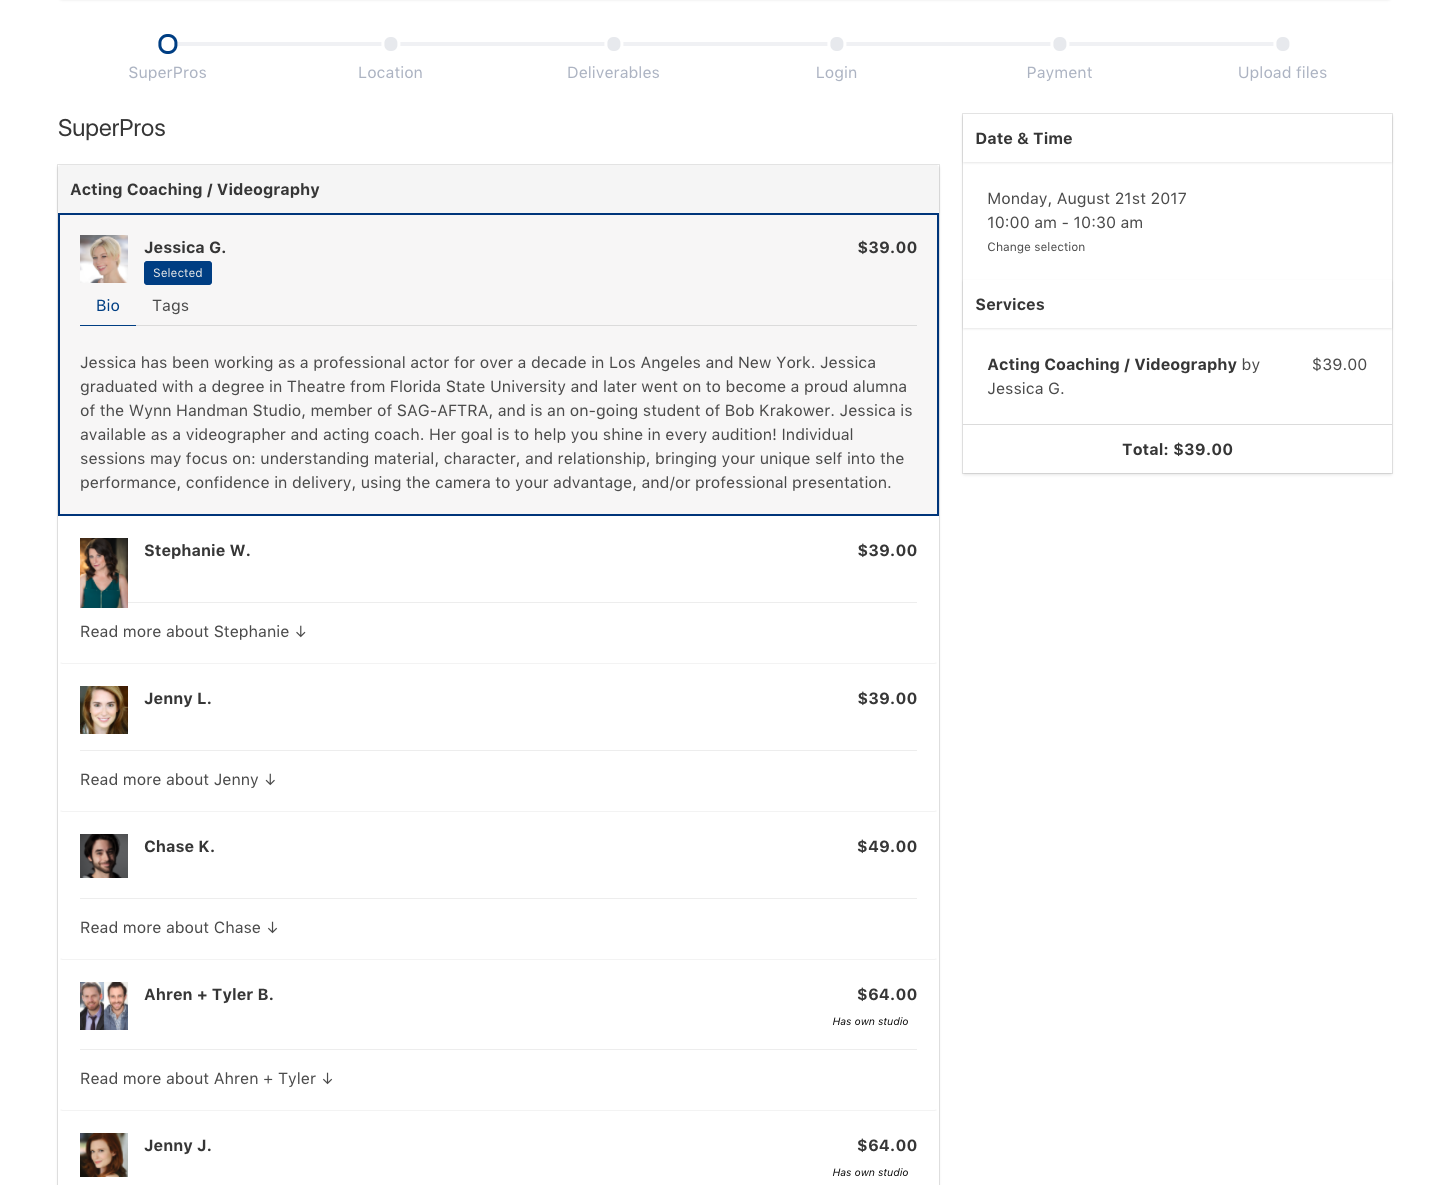 SuperPros
Location
Deliverables
Login
Payment
Upload files
SuperPros
Acting Coaching / Videography
Jessica G.
$39.00
Selected
Bio
Tags
Jessica has been working as a professional actor for over a decade in Los Angeles and New York. Jessica
graduated with a degree in Theatre from Florida State University and later went on to become a proud alumna
of the Wynn Handman Studio, member of SAG-AFTRA, and is an on-going student of Bob Krakower. Jessica is
available as a videographer and acting coach. Her goal is to help you shine in every audition! Individual
sessions may focus on: understanding material, character, and relationship, bringing your unique self into the
performance, confidence in delivery, using the camera to your advantage, and/or professional presentation.
Stephanie W.
$39.00
Read more about Stephanie ↓
Jenny L.
$39.00
Read more about Jenny ↓
Chase K.
$49.00
Read more about Chase ↓
Ahren + Tyler B.
$64.00
Has own studio
Read more about Ahren + Tyler ↓
Jenny J.
$64.00
Has own studio
Date & Time
Monday, August 21st 2017
10:00 am - 10:30 am
Change selection
Services
Acting Coaching / Videography by
$39.00
Jessica G.
Total: $39.00